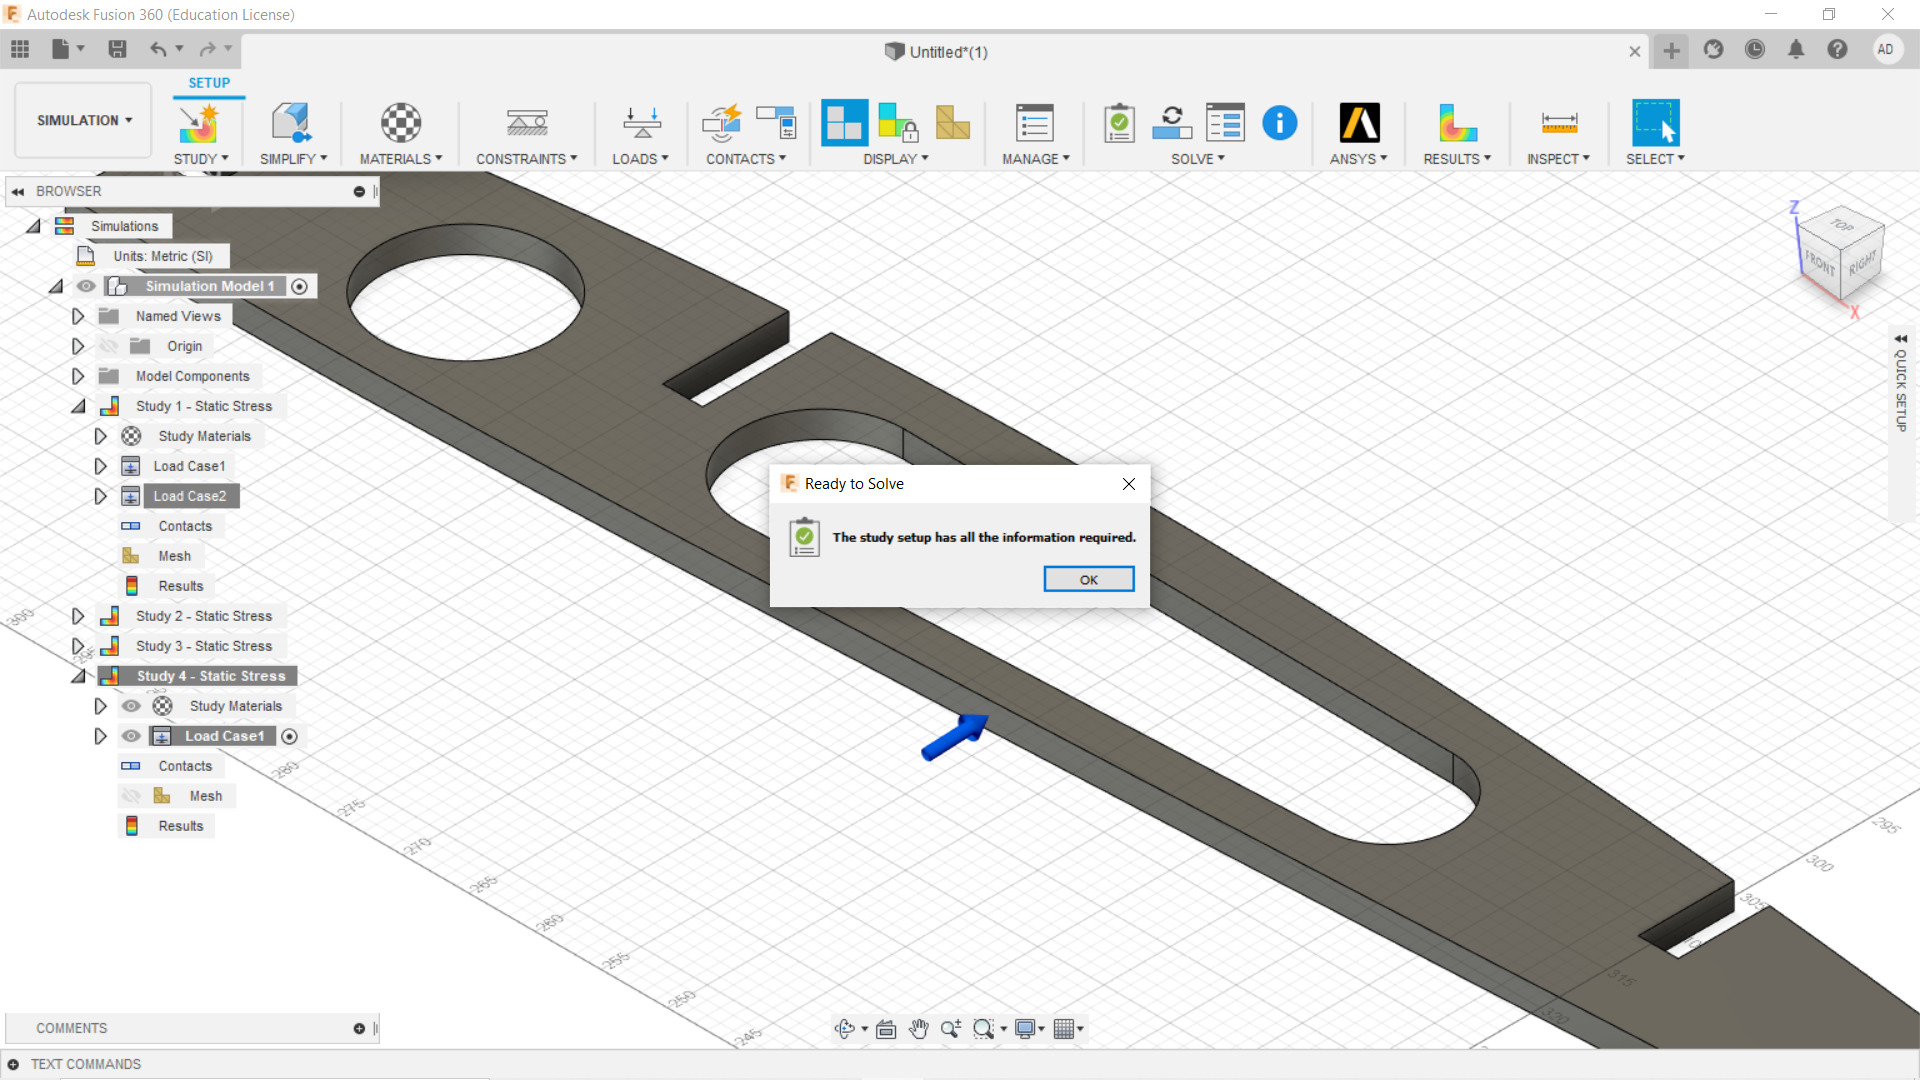 Autodesk Fusion 360 (Education License)
Untitled*(1)
AD
SIMULATION
SETUP
STUDY
SIMPLIFY
MATERIALS
CONSTRAINTS
LOADS
CONTACTS
DISPLAY
MANAGE
SOLVE
ANSYS
RESULTS
INSPECT
SELECT
BROWSER
Simulations
Units: Metric (SI)
Simulation Model 1
Named Views
Origin
Model Components
Study 1 - Static Stress
Study Materials
Load Case1
Load Case2
Contacts
Mesh
Results
Study 2 - Static Stress
Study 3 - Static Stress
Study 4 - Static Stress
Study Materials
Load Case1
Contacts
Mesh
Results
Ready to Solve
The study setup has all the information required.
OK
Z
TOP
FRONT
RIGHT
X
QUICK SETUP
300
295
280
275
270
265
260
255
250
245
295
300
305
315
320
COMMENTS
TEXT COMMANDS